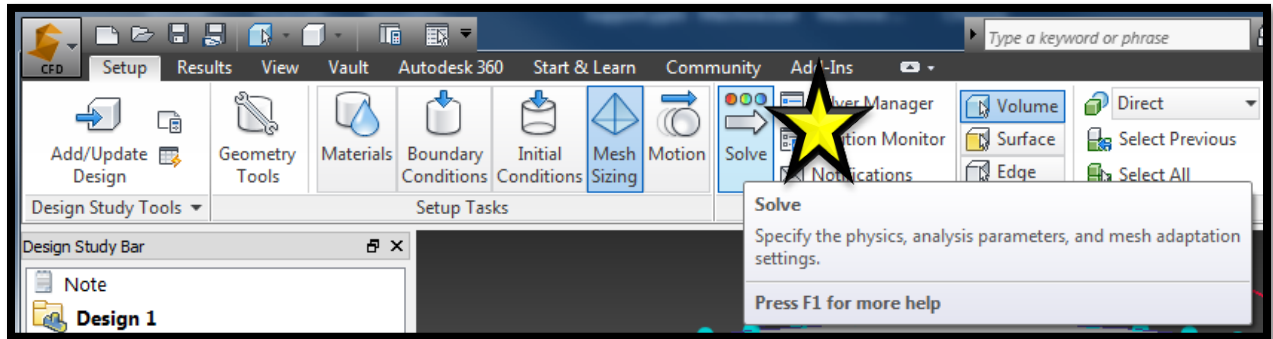 Type a keyword or phrase
CFD
Setup Results View Vault Autodesk 360 Start & Learn Community Add-Ins
Add/Update
Design
Geometry
Tools
Materials
Boundary
Conditions
Initial
Conditions
Mesh
Sizing
Motion
Solve
Manager
Monitor
Volume
Surface
Edge
Direct
Select Previous
Select All
Design Study Tools
Setup Tasks
Solve
Specify the physics, analysis parameters, and mesh adaptation
settings.
Press F1 for more help
Design Study Bar
Note
Design 1